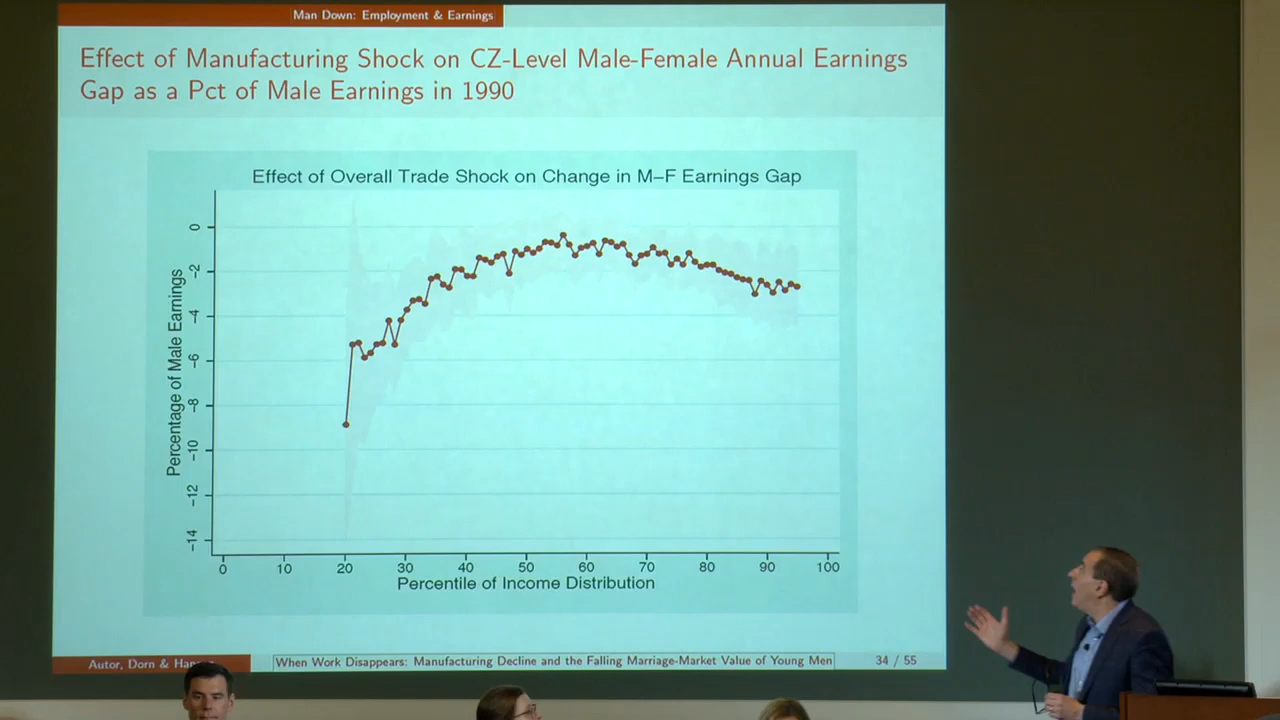 Man Down: Employment & Earnings
Effect of Manufacturing Shock on CZ-Level Male-Female Annual Earnings
Gap as a Pct of Male Earnings in 1990
Effect of Overall Trade Shock on Change in M–F Earnings Gap
Percentage of Male Earnings
0
−2
−4
−6
−8
−10
−12
−14
0 10 20 30 40 50 60 70 80 90 100
Percentile of Income Distribution
Autor, Dorn &
When Work Disappears: Manufacturing Decline and the Falling Marriage-Market Value of Young Men
34 / 55